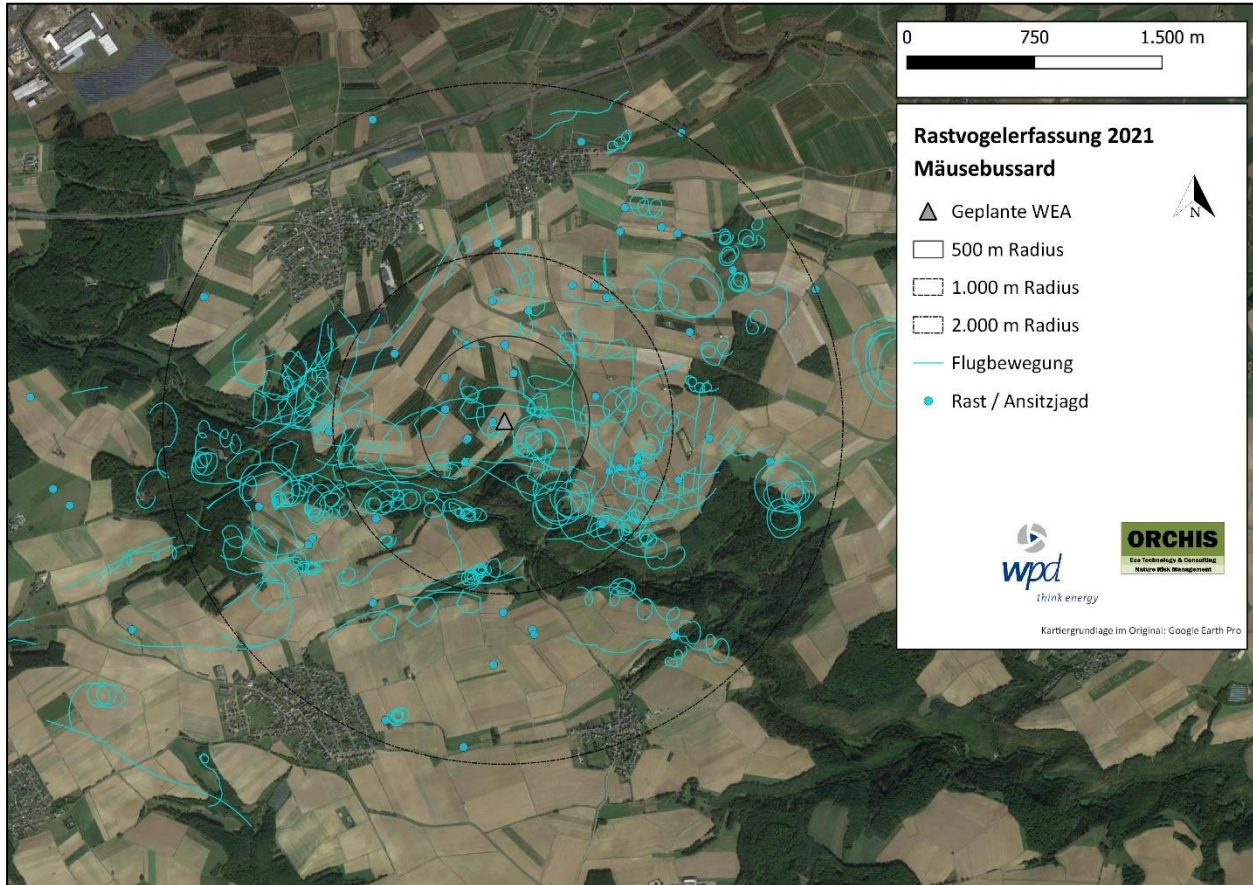 0 750 1.500 m
Rastvogelerfassung 2021
Mäusebussard
N
Geplante WEA
500 m Radius
1.000 m Radius
2.000 m Radius
Flugbewegung
Rast / Ansitzjagd
wpd
think energy
ORCHIS
Eco Technology & Consulting
Nature Risk Management
Kartiergrundlage im Original: Google Earth Pro